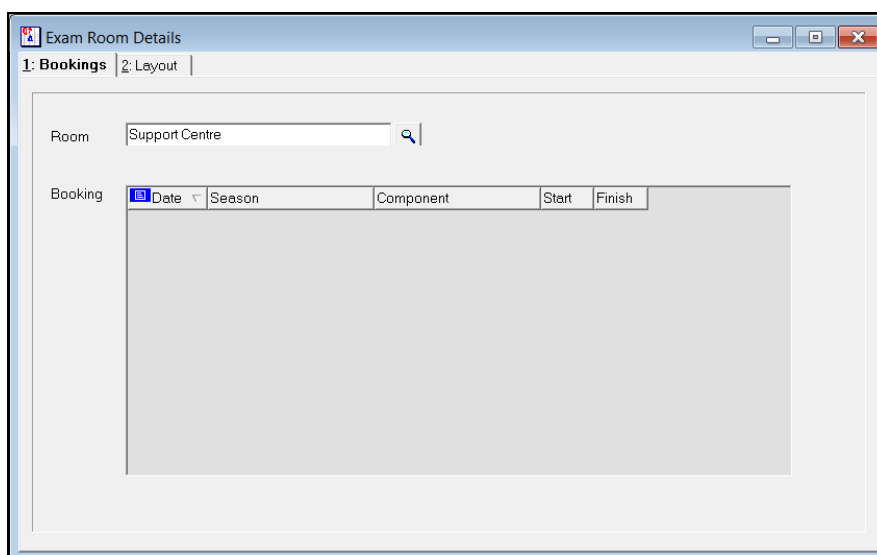 Exam Room Details
1: Bookings 2: Layout
Room Support Centre
Booking Date Season Component Start Finish